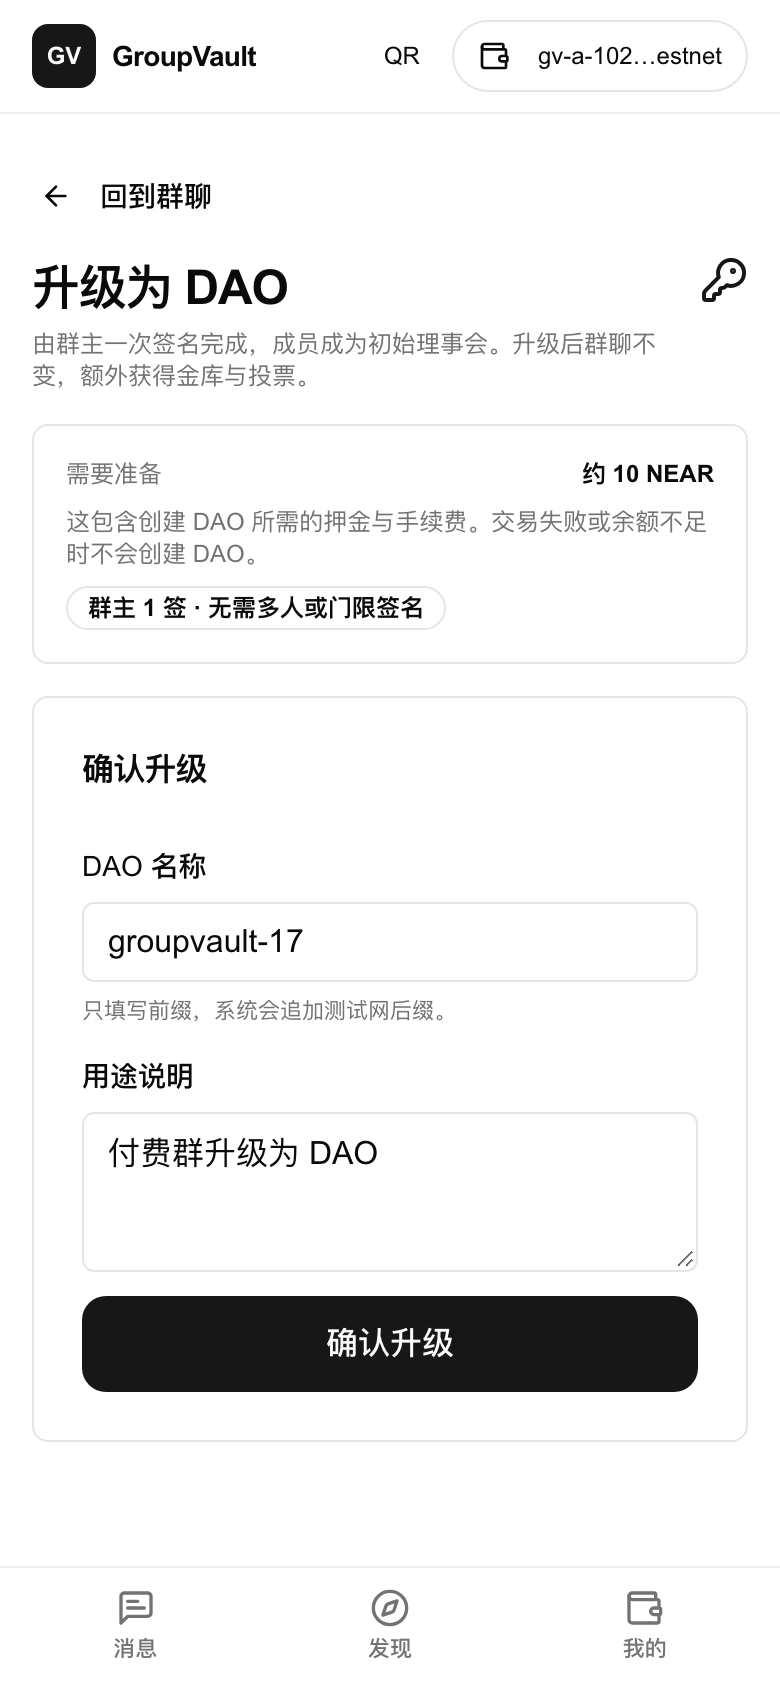 GV GroupVault QR gv-a-102...estnet
回到群聊
升级为 DAO
由群主一次签名完成，成员成为初始理事会。升级后群聊不
变，额外获得金库与投票。
需要准备 约 10 NEAR
这包含创建 DAO 所需的押金与手续费。交易失败或余额不足
时不会创建 DAO。
群主 1 签 · 无需多人或门限签名
确认升级
DAO 名称
groupvault-17
只填写前缀，系统会追加测试网后缀。
用途说明
付费群升级为 DAO
确认升级
消息 发现 我的